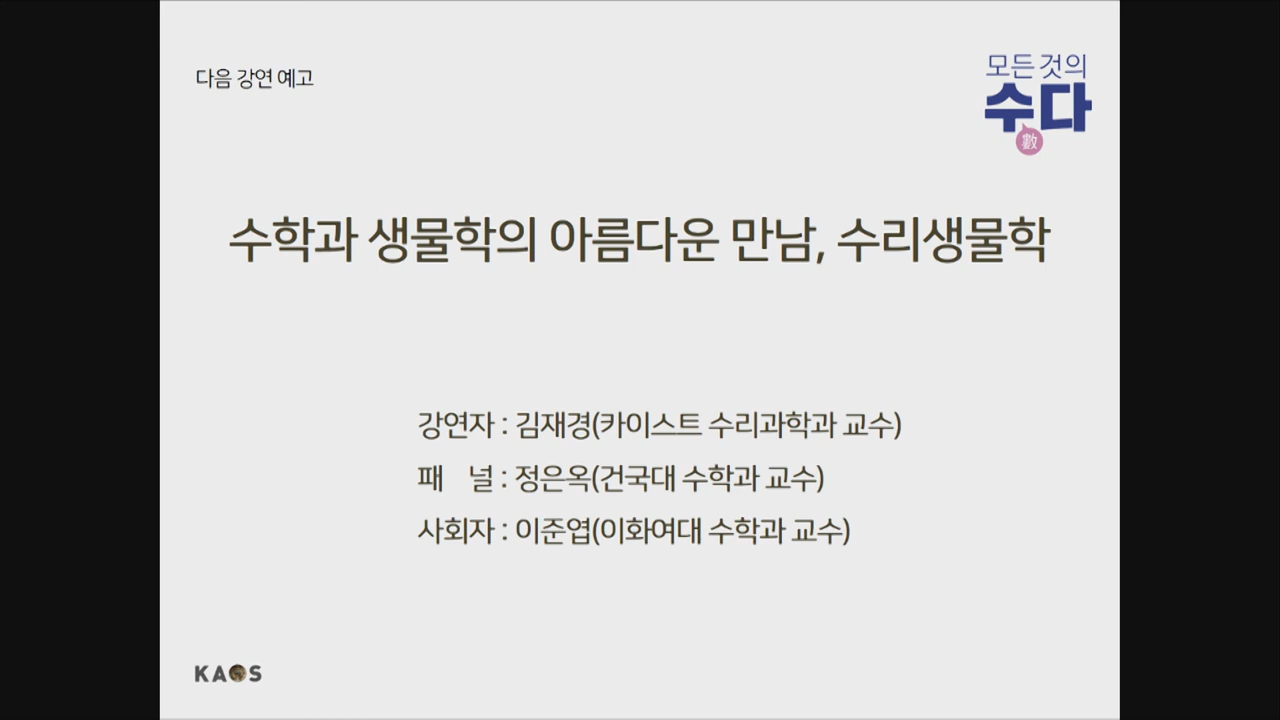 다음 강연 예고
모든 것의
수다
數
수학과 생물학의 아름다운 만남, 수리생물학
강연자 : 김재경(카이스트 수리과학과 교수)
패 널 : 정은옥(건국대 수학과 교수)
사회자 : 이준엽(이화여대 수학과 교수)
KAOS